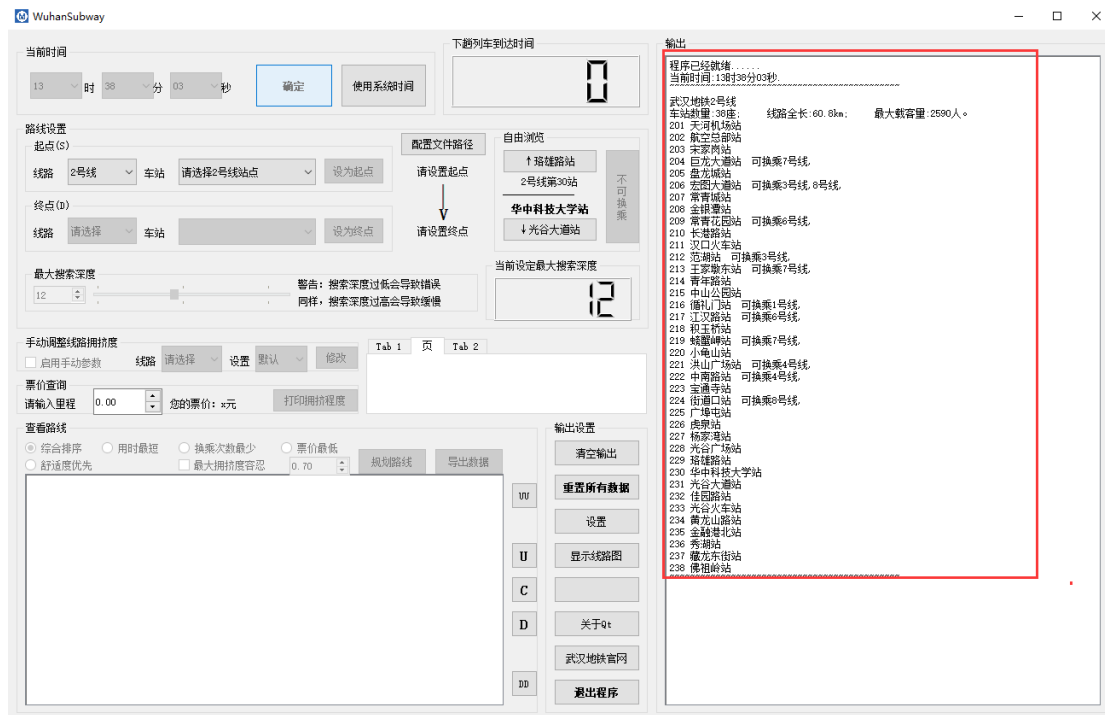 WuhanSubway
当前时间
13 时 38 分 03 秒 确定 使用系统时间
下趟列车到达时间
0
路线设置
起点(S)
线路 2号线 车站 请选择2号线站点 设为起点
终点(D)
线路 请选择 车站 设为终点
配置文件路径
请设置起点
V
请设置终点
自由浏览
↑珞雄路站
2号线第30站
华中科技大学站
↓光谷大道站
不可换乘
最大搜索深度
12
警告：搜索深度过低会导致错误
同样，搜索深度过高会导致缓慢
当前设定最大搜索深度
12
手动调整线路拥挤度
启用手动参数 线路 请选择 设置 默认 修改
票价查询
请输入里程 0.00 您的票价：x元 打印拥挤程度
Tab 1 页 Tab 2
查看路线
综合排序 用时最短 换乘次数最少 票价最低
舒适度优先 最大拥挤度容忍 0.70 规划路线 导出数据
UU
U
C
D
DD
输出设置
清空输出
重置所有数据
设置
显示线路图
关于Qt
武汉地铁官网
退出程序
输出
程序已经就绪......
当前时间:13时38分03秒.
~~~~~~~~~~~~~~~~~~~~~~~~~~~~~~~~~~~~~~~~~~
武汉地铁2号线
车站数量:38座; 线路全长:60.8km; 最大载客量:2590人。
201 天河机场站
202 航空总部站
203 宋家岗站
204 巨龙大道站 可换乘7号线,
205 盘龙城站
206 宏图大道站 可换乘3号线,8号线,
207 常青城站
208 金银潭站
209 常青花园站 可换乘6号线,
210 长港路站
211 汉口火车站
212 范湖站 可换乘3号线,
213 王家墩东站 可换乘7号线,
214 青年路站
215 中山公园站
216 循礼门站 可换乘1号线,
217 江汉路站 可换乘6号线,
218 积玉桥站
219 螃蟹岬站 可换乘7号线,
220 小龟山站
221 洪山广场站 可换乘4号线,
222 中南路站 可换乘4号线,
223 宝通寺站
224 街道口站 可换乘8号线,
225 广埠屯站
226 虎泉站
227 杨家湾站
228 光谷广场站
229 珞雄路站
230 华中科技大学站
231 光谷大道站
232 佳园路站
233 光谷火车站
234 黄龙山路站
235 金融港北站
236 秀湖站
237 藏龙东街站
238 佛祖岭站
~~~~~~~~~~~~~~~~~~~~~~~~~~~~~~~~~~~~~~~~~~